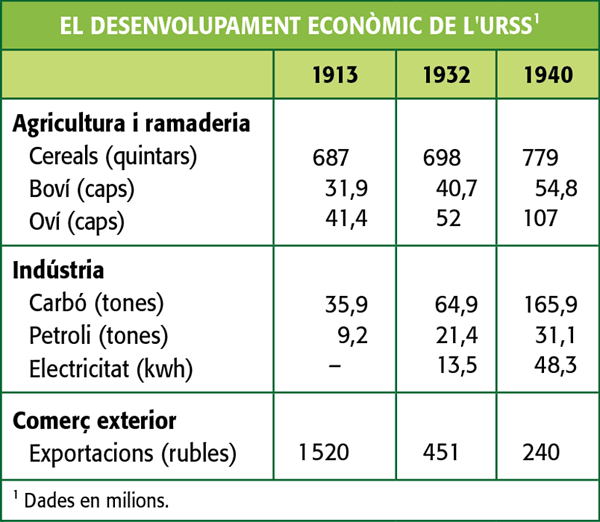 EL DESENVOLUPAMENT ECONÒMIC DE L'URSS¹
1913 1932 1940
Agricultura i ramaderia
Cereals (quintars) 687 698 779
Boví (caps) 31,9 40,7 54,8
Oví (caps) 41,4 52 107
Indústria
Carbó (tones) 35,9 64,9 165,9
Petroli (tones) 9,2 21,4 31,1
Electricitat (kwh) – 13,5 48,3
Comerç exterior
Exportacions (rubles) 1 520 451 240
¹ Dades en milions.